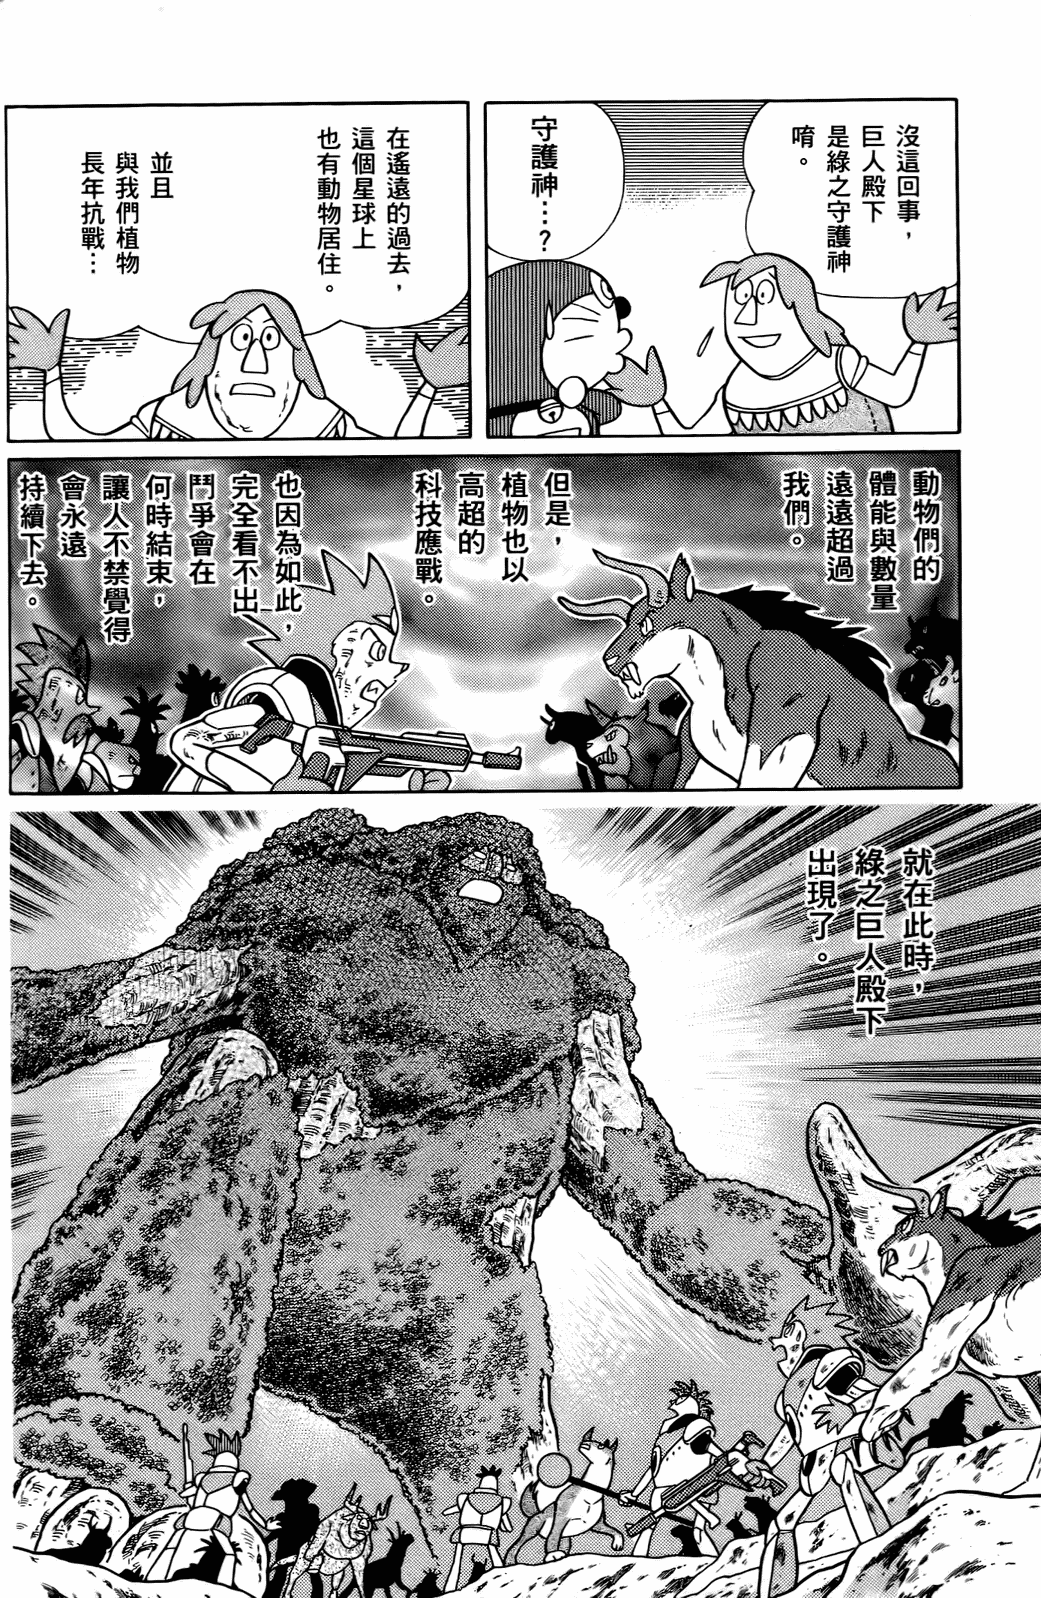 沒這回事，
巨人殿下
是綠之守護神
唷。
守護神…？
在遙遠的過去，
這個星球上
也有動物居住。
並且
與我們植物
長年抗戰…
動物們的
體能與數量
遠遠超過
我們。
但是，
植物也以
高超的
科技應戰。
也因為如此，
完全看不出
鬥爭會在
何時結束，
讓人不禁覺得
會永遠
持續下去。
就在此時，
綠之巨人殿下
出現了。